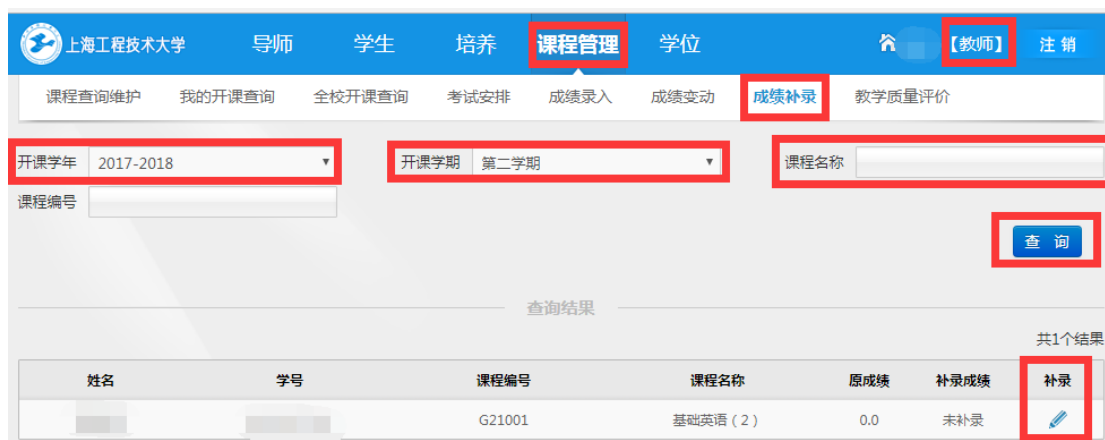 上海工程技术大学 导师 学生 培养 课程管理 学位 【教师】 注 销
课程查询维护 我的开课查询 全校开课查询 考试安排 成绩录入 成绩变动 成绩补录 教学质量评价
开课学年 2017-2018 开课学期 第二学期 课程名称
课程编号
查 询
查询结果
共1个结果
姓名 学号 课程编号 课程名称 原成绩 补录成绩 补录
G21001 基础英语（2） 0.0 未补录